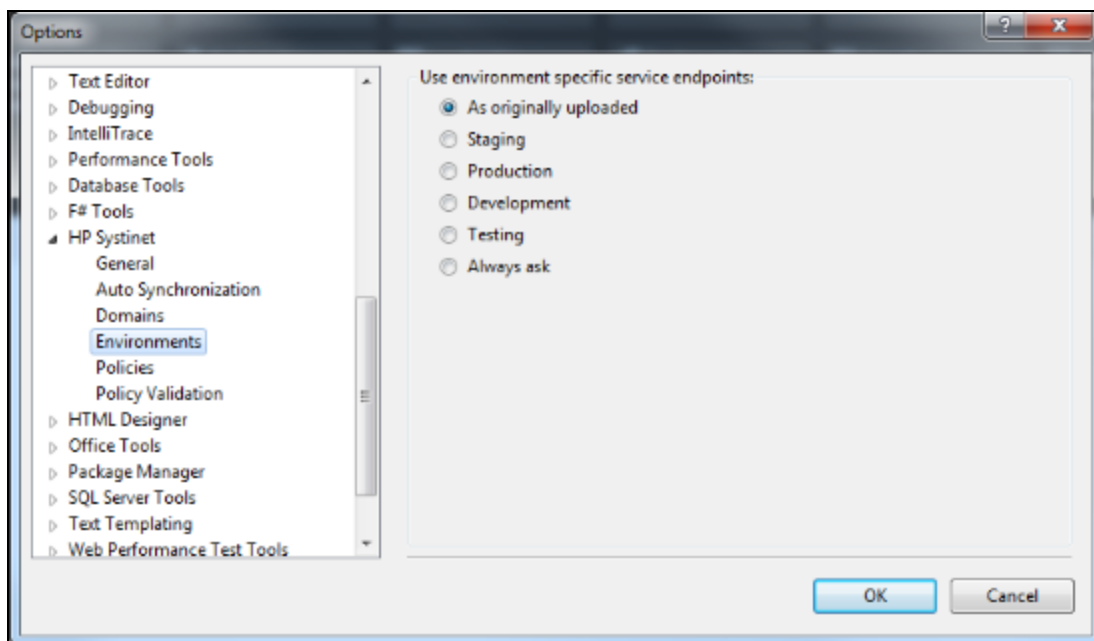 Options
Text Editor
Debugging
IntelliTrace
Performance Tools
Database Tools
F# Tools
HP Systinet
General
Auto Synchronization
Domains
Environments
Policies
Policy Validation
HTML Designer
Office Tools
Package Manager
SQL Server Tools
Text Templating
Web Performance Test Tools
Use environment specific service endpoints:
As originally uploaded
Staging
Production
Development
Testing
Always ask
OK Cancel